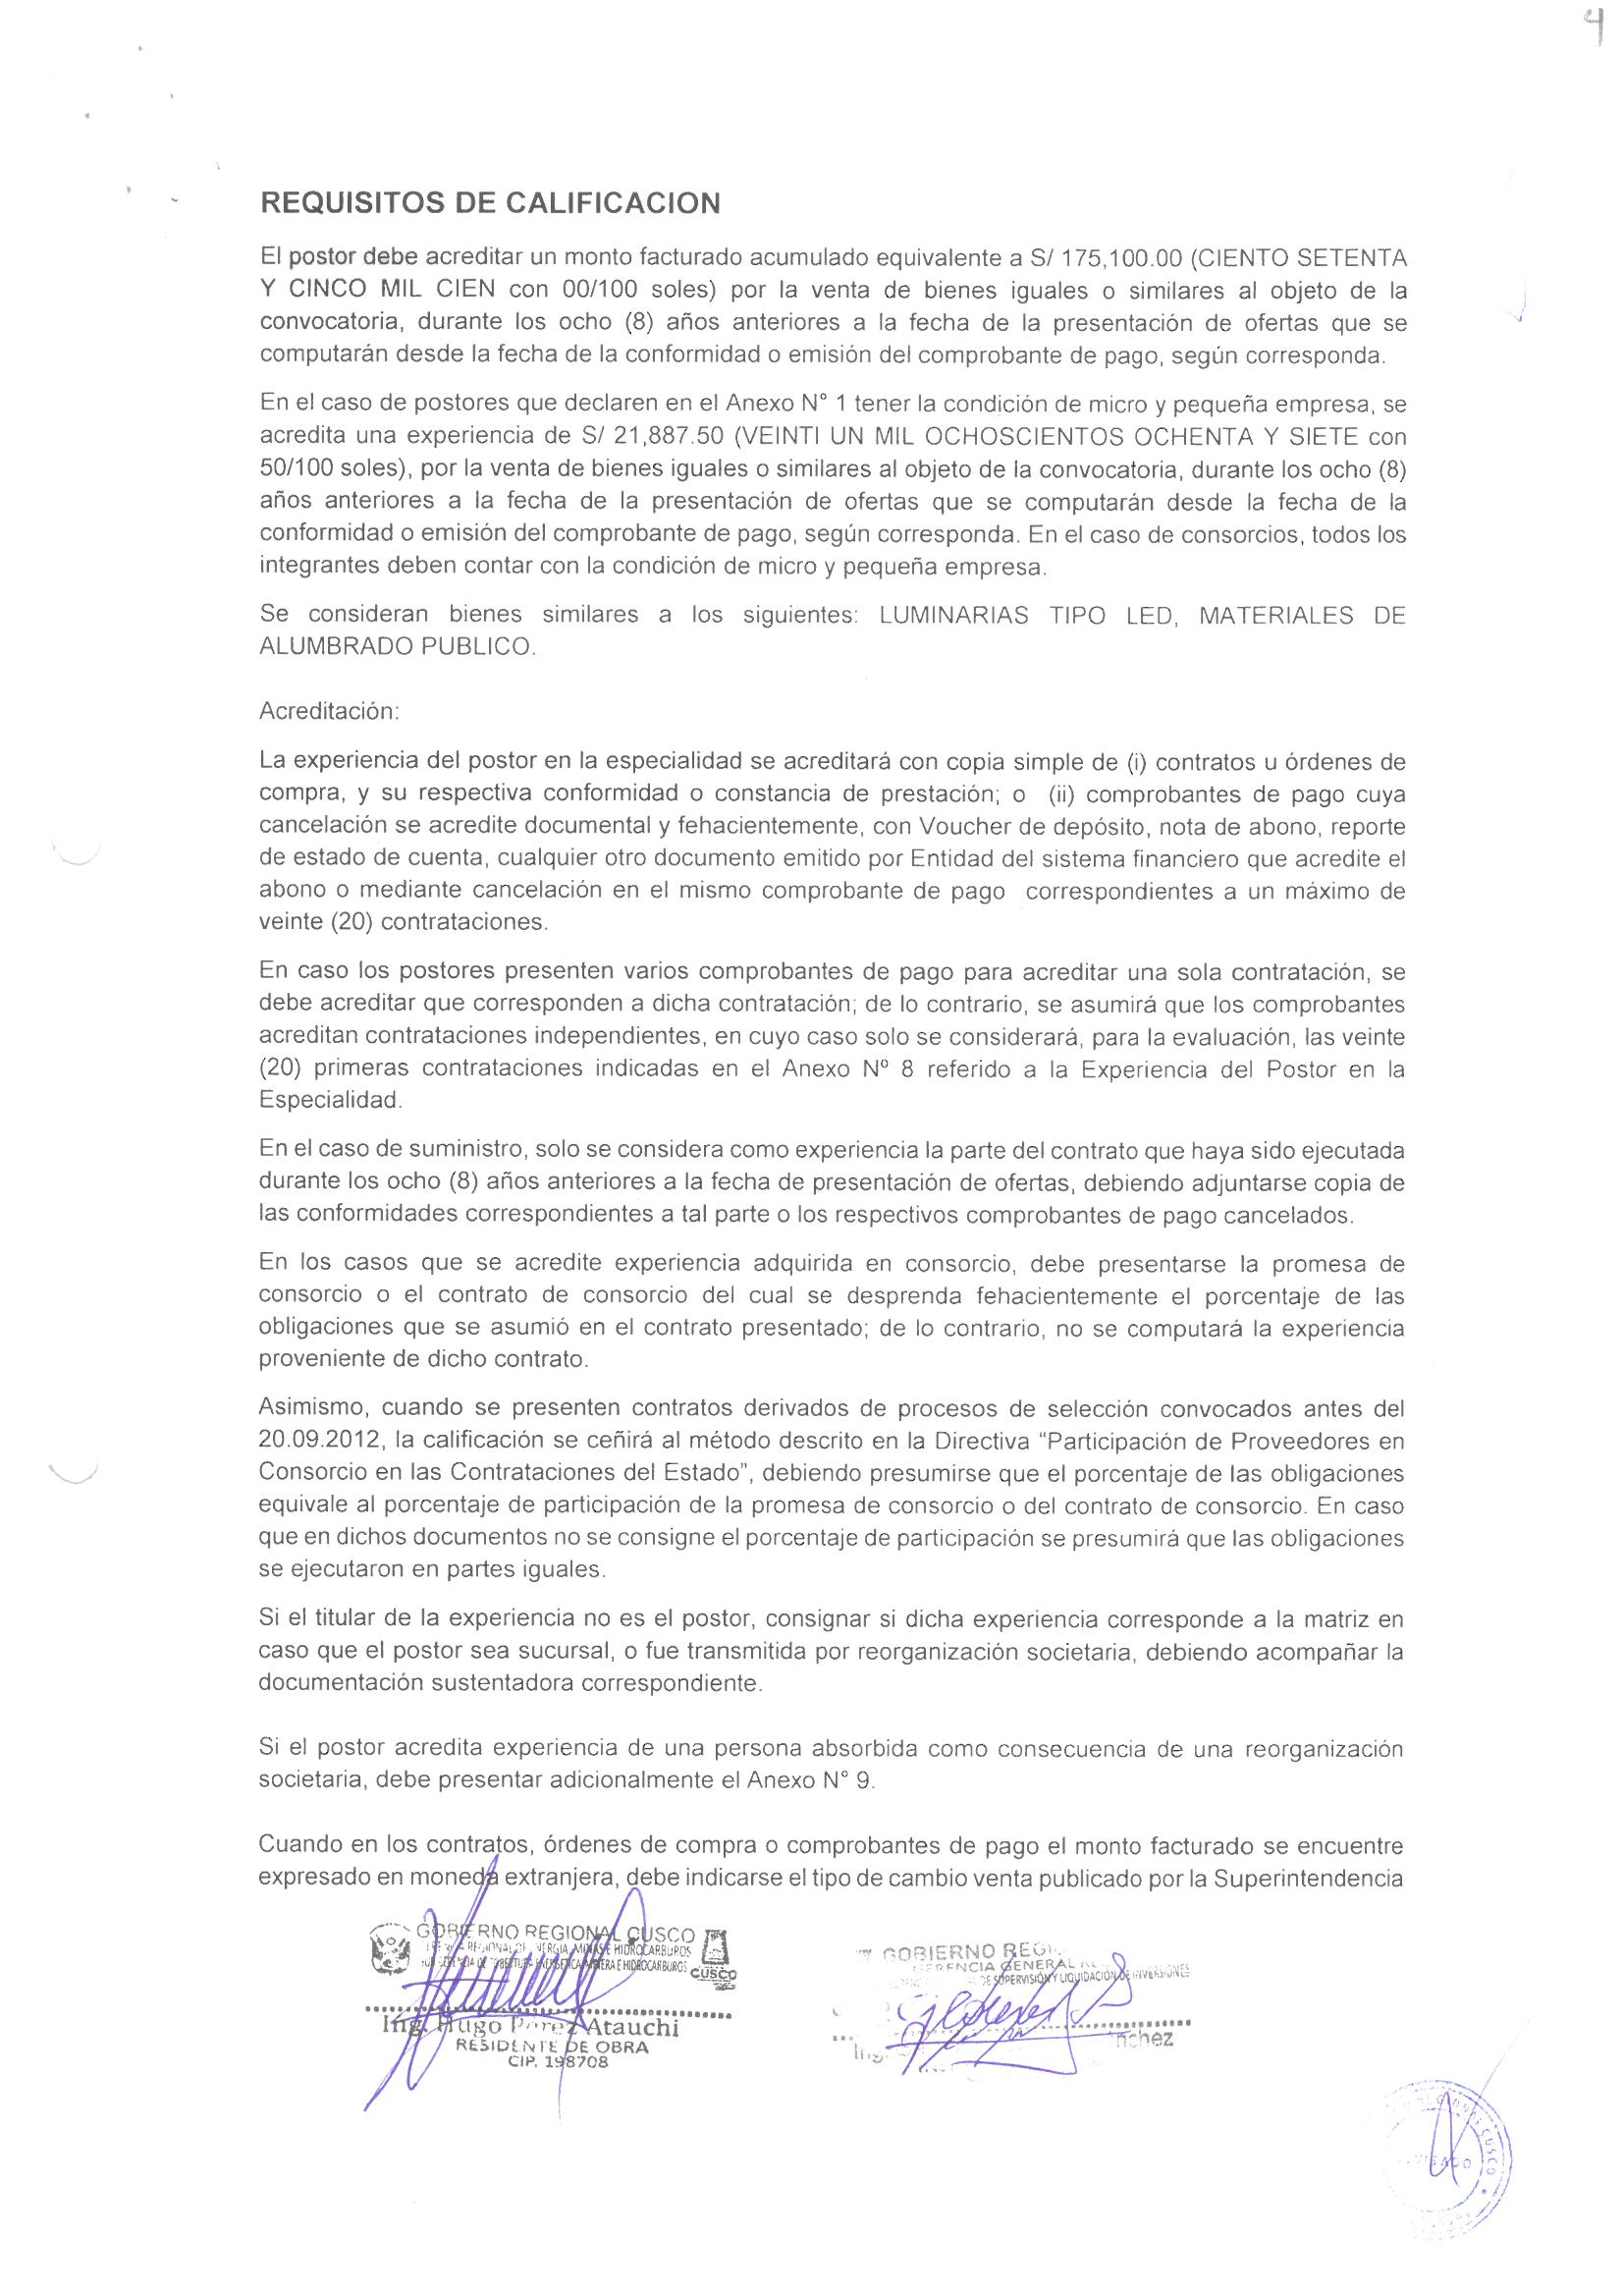 4
REQUISITOS DE CALIFICACION
El postor debe acreditar un monto facturado acumulado equivalente a S/ 175,100.00 (CIENTO SETENTA
Y CINCO MIL CIEN con 00/100 soles) por la venta de bienes iguales o similares al objeto de la
convocatoria, durante los ocho (8) años anteriores a la fecha de la presentación de ofertas que se
computarán desde la fecha de la conformidad o emisión del comprobante de pago, según corresponda.
En el caso de postores que declaren en el Anexo N° 1 tener la condición de micro y pequeña empresa, se
acredita una experiencia de S/ 21,887.50 (VEINTI UN MIL OCHOSCIENTOS OCHENTA Y SIETE con
50/100 soles), por la venta de bienes iguales o similares al objeto de la convocatoria, durante los ocho (8)
años anteriores a la fecha de la presentación de ofertas que se computarán desde la fecha de la
conformidad o emisión del comprobante de pago, según corresponda. En el caso de consorcios, todos los
integrantes deben contar con la condición de micro y pequeña empresa.
Se consideran bienes similares a los siguientes: LUMINARIAS TIPO LED, MATERIALES DE
ALUMBRADO PUBLICO.
Acreditación:
La experiencia del postor en la especialidad se acreditará con copia simple de (i) contratos u órdenes de
compra, y su respectiva conformidad o constancia de prestación; o (ii) comprobantes de pago cuya
cancelación se acredite documental y fehacientemente, con Voucher de depósito, nota de abono, reporte
de estado de cuenta, cualquier otro documento emitido por Entidad del sistema financiero que acredite el
abono o mediante cancelación en el mismo comprobante de pago correspondientes a un máximo de
veinte (20) contrataciones.
En caso los postores presenten varios comprobantes de pago para acreditar una sola contratación, se
debe acreditar que corresponden a dicha contratación; de lo contrario, se asumirá que los comprobantes
acreditan contrataciones independientes, en cuyo caso solo se considerará, para la evaluación, las veinte
(20) primeras contrataciones indicadas en el Anexo Nº 8 referido a la Experiencia del Postor en la
Especialidad.
En el caso de suministro, solo se considera como experiencia la parte del contrato que haya sido ejecutada
durante los ocho (8) años anteriores a la fecha de presentación de ofertas, debiendo adjuntarse copia de
las conformidades correspondientes a tal parte o los respectivos comprobantes de pago cancelados.
En los casos que se acredite experiencia adquirida en consorcio, debe presentarse la promesa de
consorcio o el contrato de consorcio del cual se desprenda fehacientemente el porcentaje de las
obligaciones que se asumió en el contrato presentado; de lo contrario, no se computará la experiencia
proveniente de dicho contrato.
Asimismo, cuando se presenten contratos derivados de procesos de selección convocados antes del
20.09.2012, la calificación se ceñirá al método descrito en la Directiva “Participación de Proveedores en
Consorcio en las Contrataciones del Estado”, debiendo presumirse que el porcentaje de las obligaciones
equivale al porcentaje de participación de la promesa de consorcio o del contrato de consorcio. En caso
que en dichos documentos no se consigne el porcentaje de participación se presumirá que las obligaciones
se ejecutaron en partes iguales.
Si el titular de la experiencia no es el postor, consignar si dicha experiencia corresponde a la matriz en
caso que el postor sea sucursal, o fue transmitida por reorganización societaria, debiendo acompañar la
documentación sustentadora correspondiente.
Si el postor acredita experiencia de una persona absorbida como consecuencia de una reorganización
societaria, debe presentar adicionalmente el Anexo N° 9.
Cuando en los contratos, órdenes de compra o comprobantes de pago el monto facturado se encuentre
expresado en moneda extranjera, debe indicarse el tipo de cambio venta publicado por la Superintendencia
GOBIERNO REGIONAL CUSCO
MINAS E HIDROCARBUROS
E HIDROCARBUROS
CUSCO
Ing. Hugo Pérez Atauchi
RESIDENTE DE OBRA
CIP. 198708
GOBIERNO
GERENCIA GENERAL
DE SUPERVISIÓN Y LIQUIDACIÓN DE INVERSIONES
Ing.
CUSCO